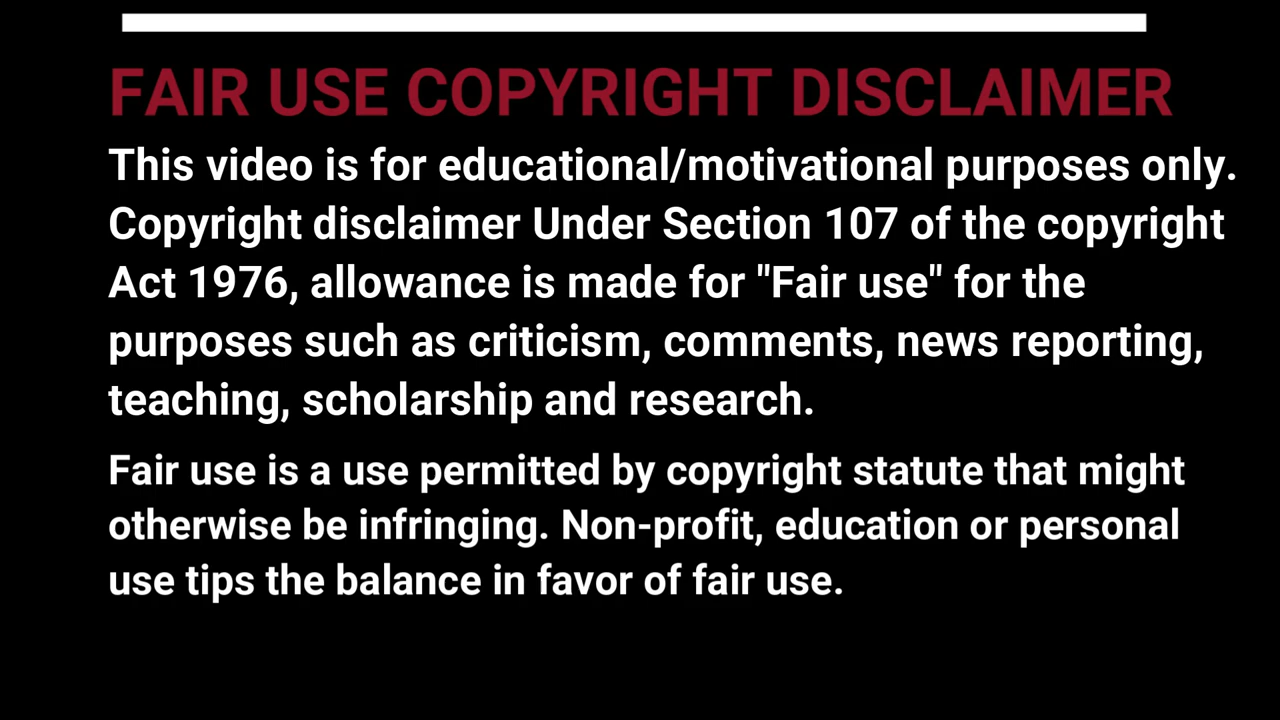 FAIR USE COPYRIGHT DISCLAIMER
This video is for educational/motivational purposes only.
Copyright disclaimer Under Section 107 of the copyright
Act 1976, allowance is made for "Fair use" for the
purposes such as criticism, comments, news reporting,
teaching, scholarship and research.
Fair use is a use permitted by copyright statute that might
otherwise be infringing. Non-profit, education or personal
use tips the balance in favor of fair use.